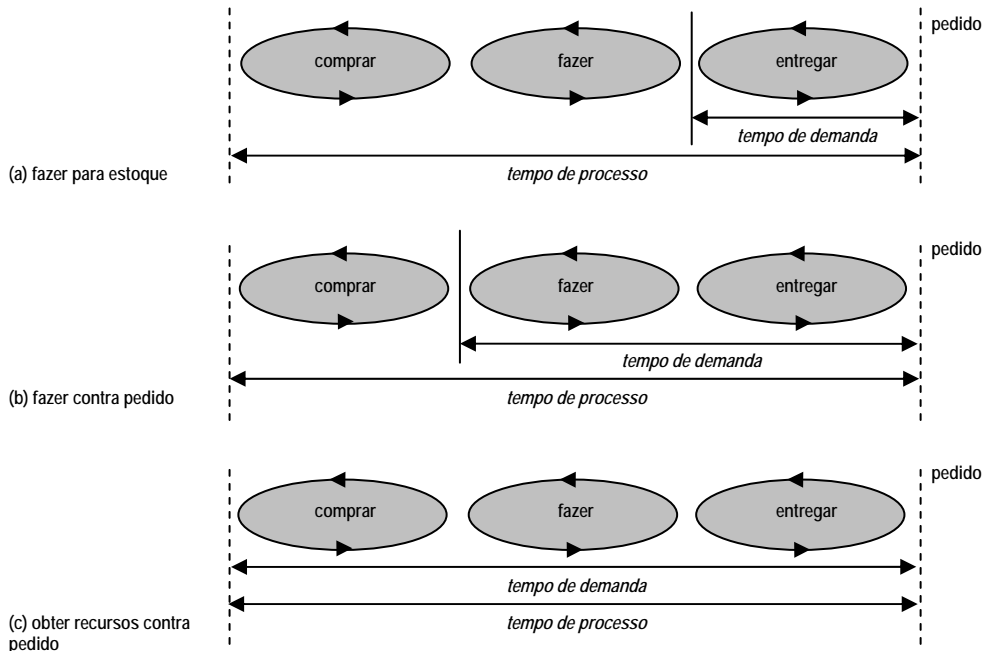 pedido
comprar fazer entregar
tempo de demanda
tempo de processo
(a) fazer para estoque
pedido
comprar fazer entregar
tempo de demanda
tempo de processo
(b) fazer contra pedido
pedido
comprar fazer entregar
tempo de demanda
tempo de processo
(c) obter recursos contra
pedido